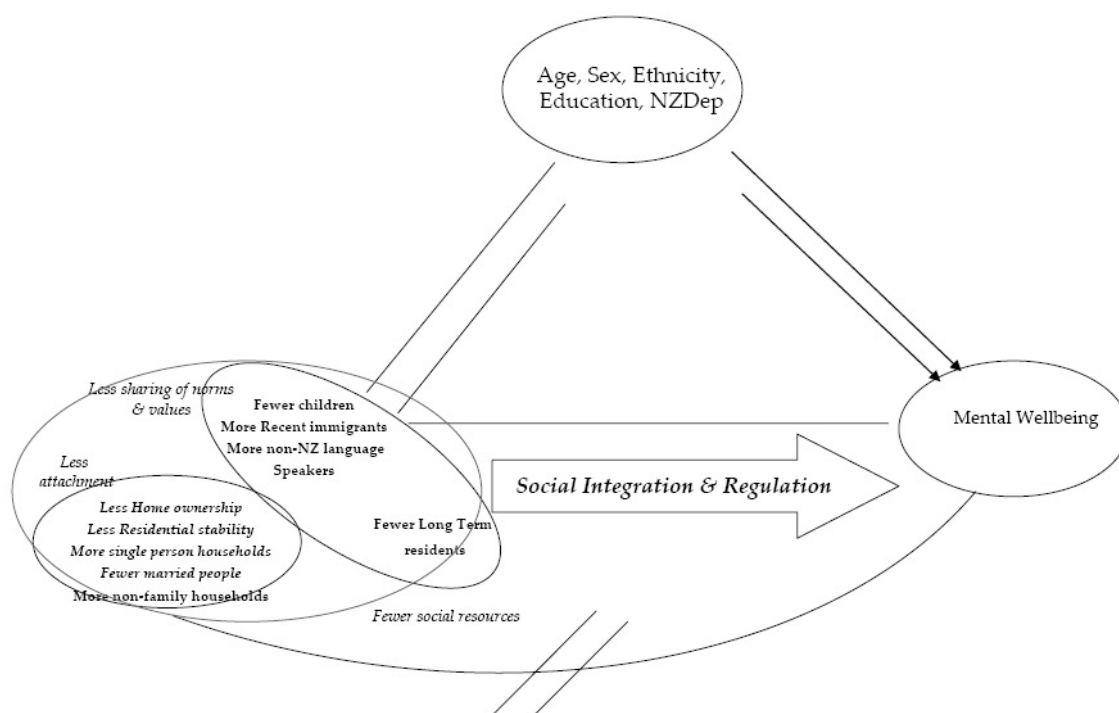 Age, Sex, Ethnicity,
Education, NZDep
Less sharing of norms
& values
Fewer children
More Recent immigrants
More non-NZ language
Speakers
Mental Wellbeing
Less
attachment
Social Integration & Regulation
Less Home ownership
Less Residential stability
More single person households
Fewer married people
More non-family households
Fewer Long Term
residents
Fewer social resources